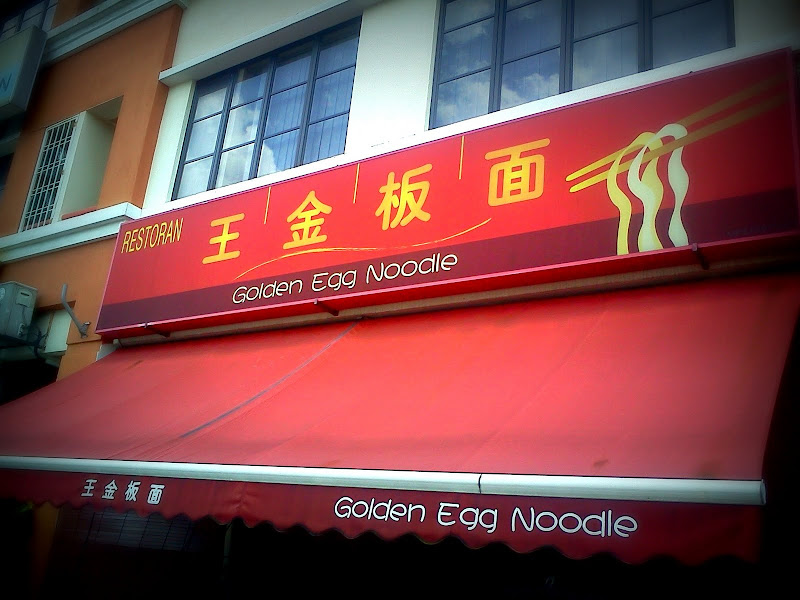 RESTORAN
王金板面
Golden Egg Noodle
王金板面
Golden Egg Noodle